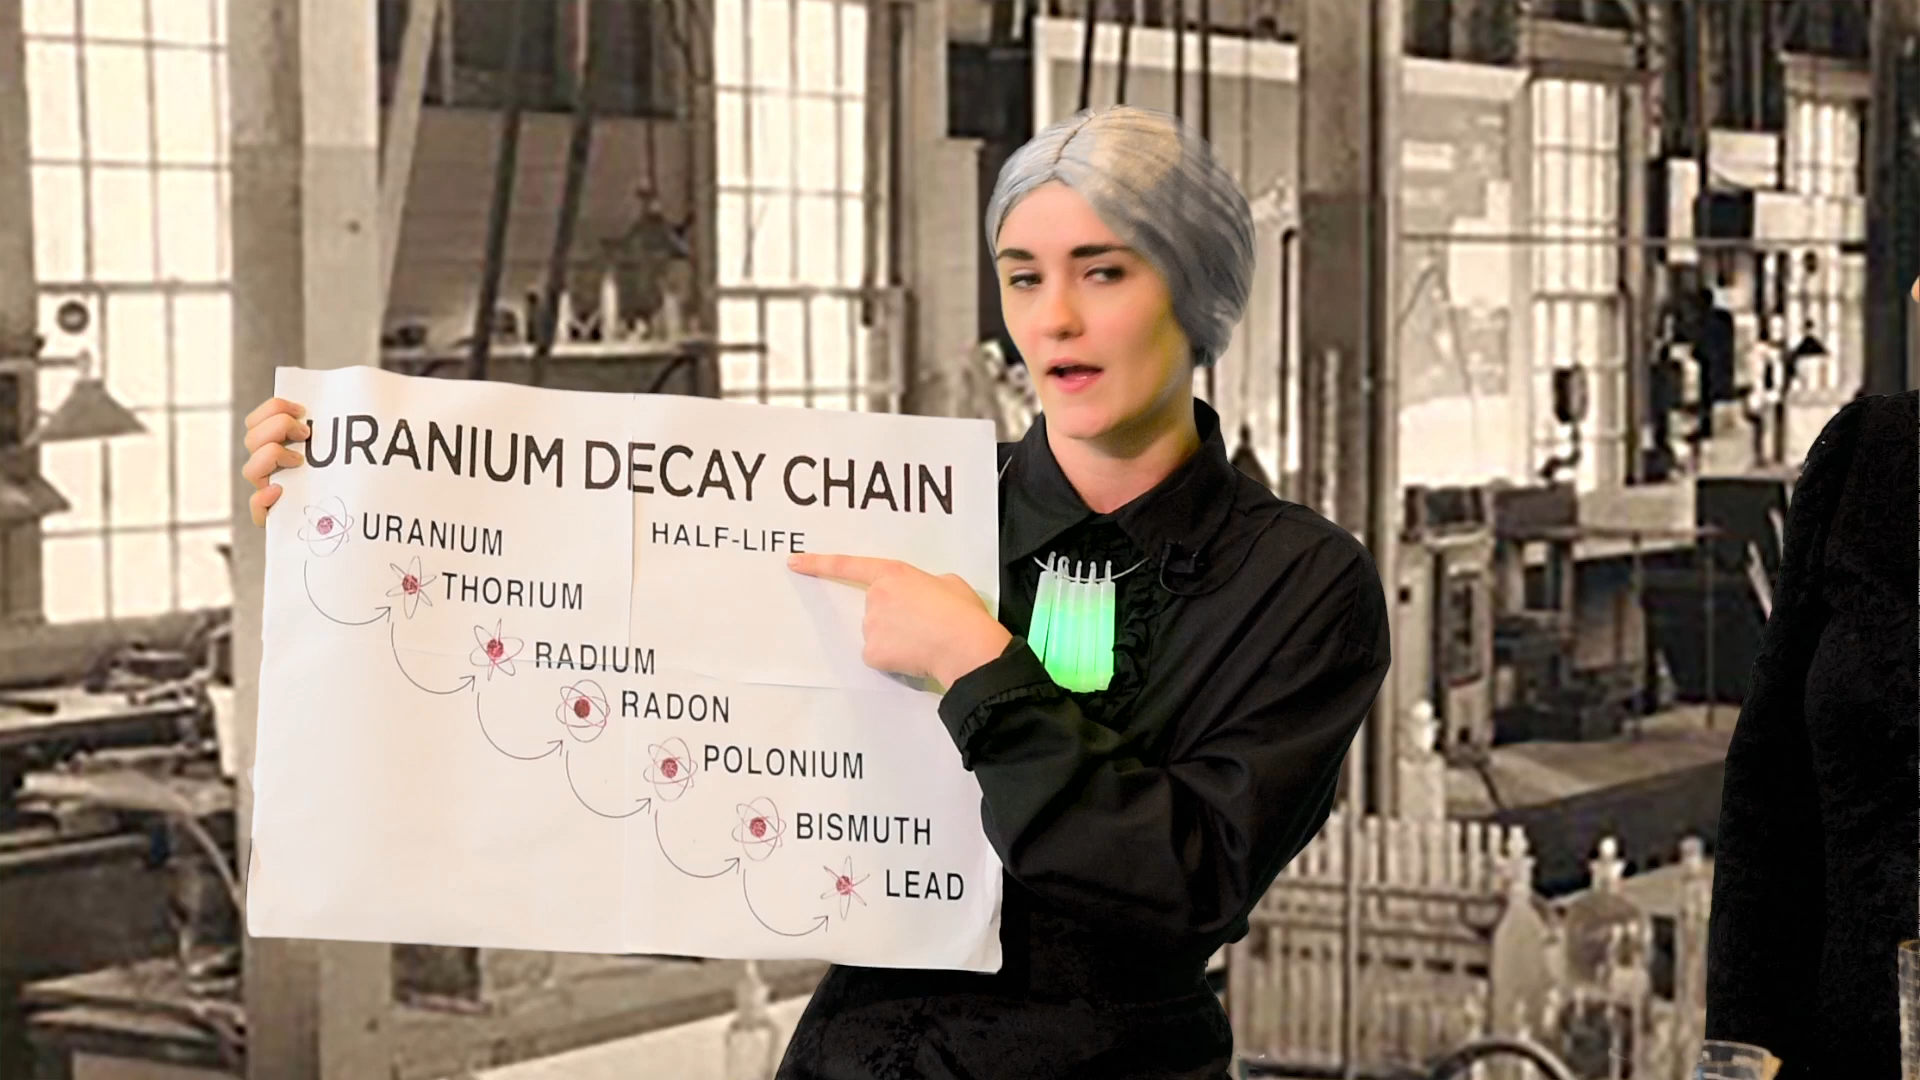 URANIUM DECAY CHAIN
URANIUM
HALF-LIFE
THORIUM
RADIUM
RADON
POLONIUM
BISMUTH
LEAD